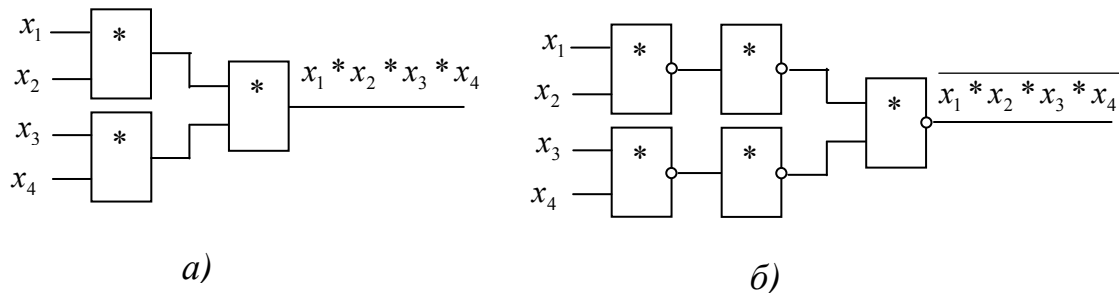 x₁
x₂
*
x₃
x₄
*
*
x₁ * x₂ * x₃ * x₄
а)
x₁
x₂
*
*
x₃
x₄
*
*
*
x₁ * x₂ * x₃ * x₄
б)